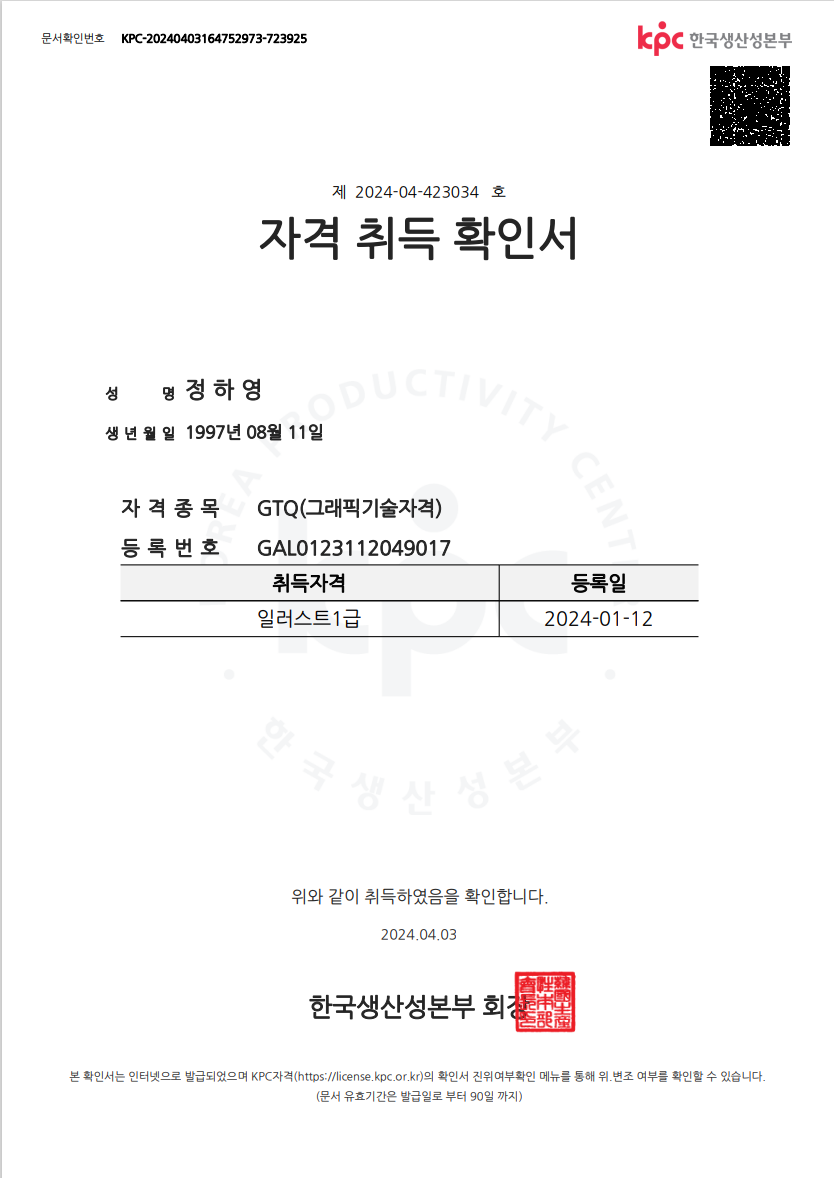 문서확인번호 KPC-20240403164752973-723925
kpc 한국생산성본부
제 2024-04-423034 호
자격 취득 확인서
성 명 정 하 영
생 년 월 일 1997년 08월 11일
자 격 종 목 GTQ(그래픽기술자격)
등 록 번 호 GAL0123112049017
취득자격 등록일
일러스트1급 2024-01-12
KOREA PRODUCTIVITY CENTER
kpc
한국생산성본부
위와 같이 취득하였음을 확인합니다.
2024.04.03
한국생산성본부 회장
본 확인서는 인터넷으로 발급되었으며 KPC자격(https://license.kpc.or.kr)의 확인서 진위여부확인 메뉴를 통해 위.변조 여부를 확인할 수 있습니다.
(문서 유효기간은 발급일로 부터 90일 까지)